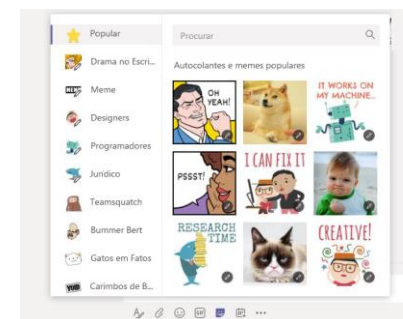 Popular
Procurar
Drama no Escri...
Autocolantes e memes populares
Meme
Designers
Programadores
Jurídico
Teamsquatch
Bummer Bert
Gatos em Fatos
Carimbos de B...
OH YEAH!
IT WORKS ON
MY MACHINE...
PSSST!
I CAN FIX IT
RESEARCH
TIME
CREATIVE!
GIF